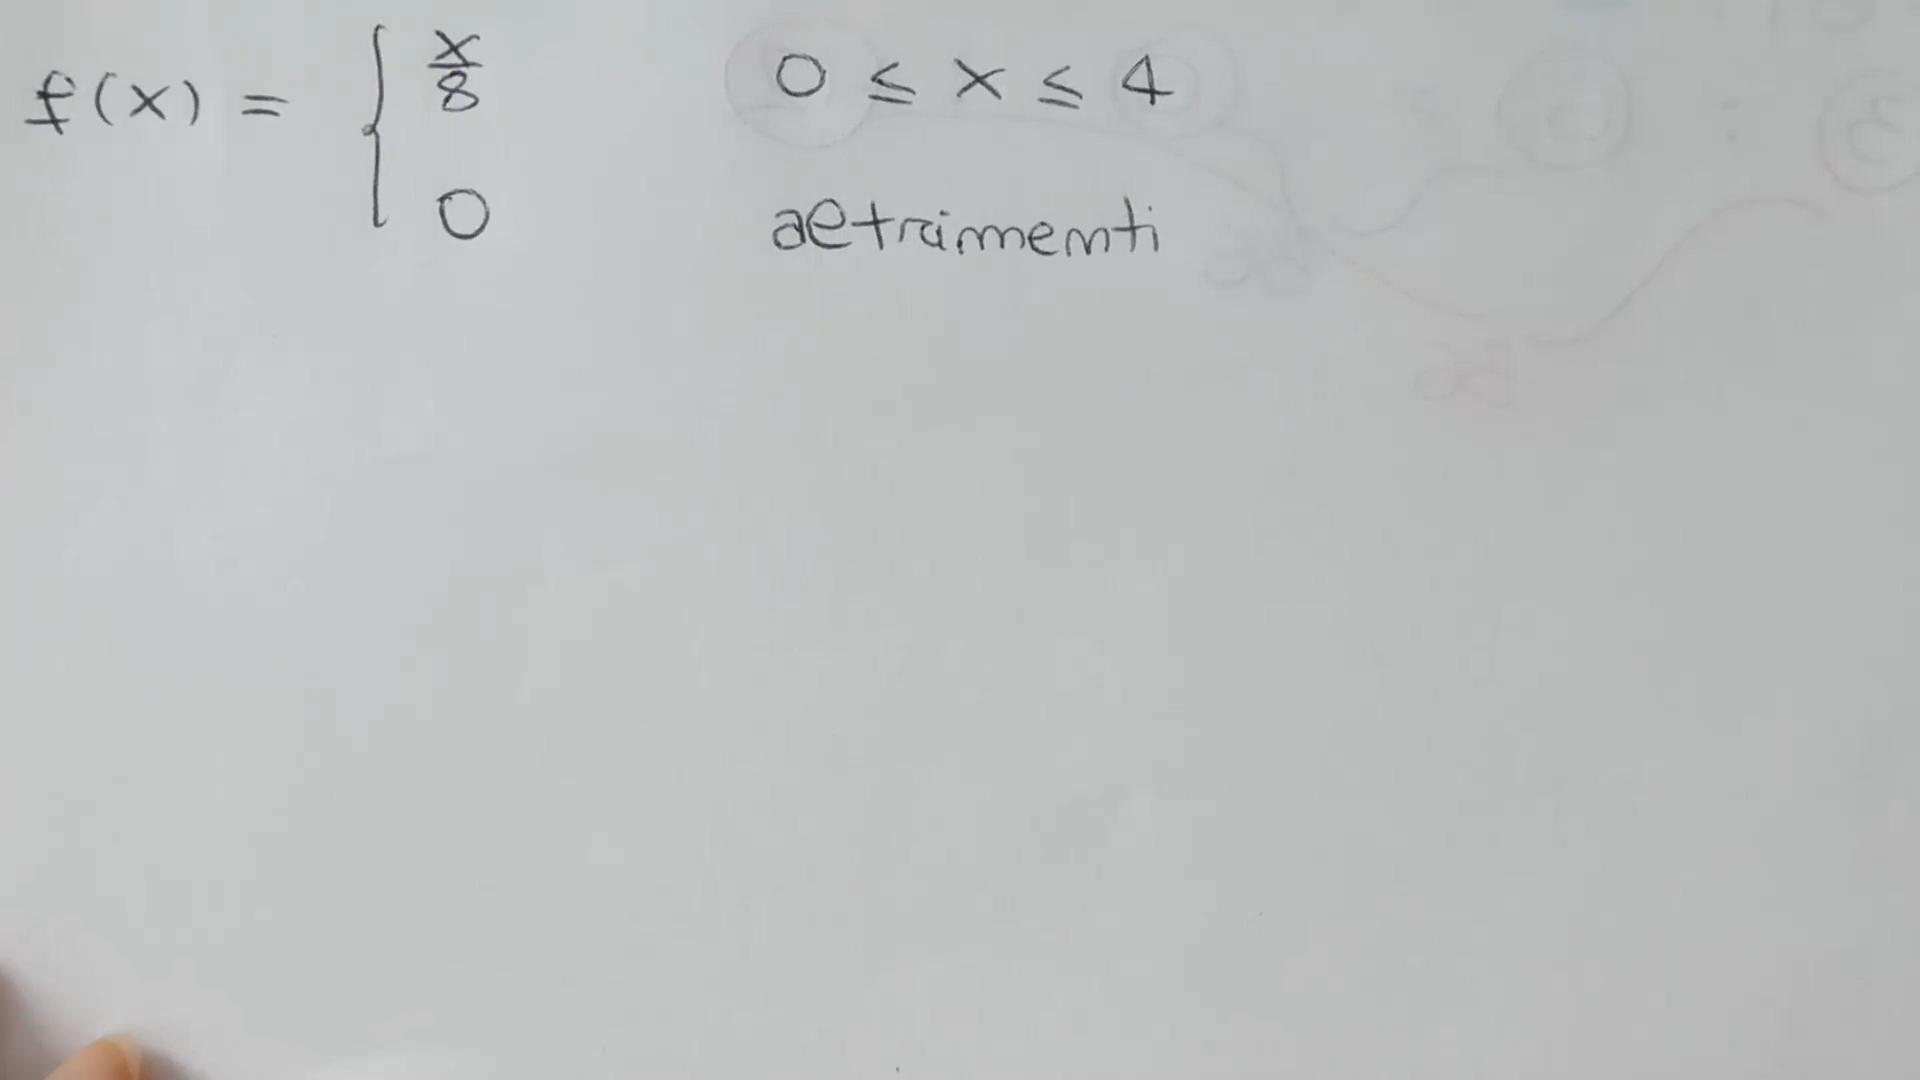 f(x) = { x/8 0 ≤ x ≤ 4
0 aetrimenti